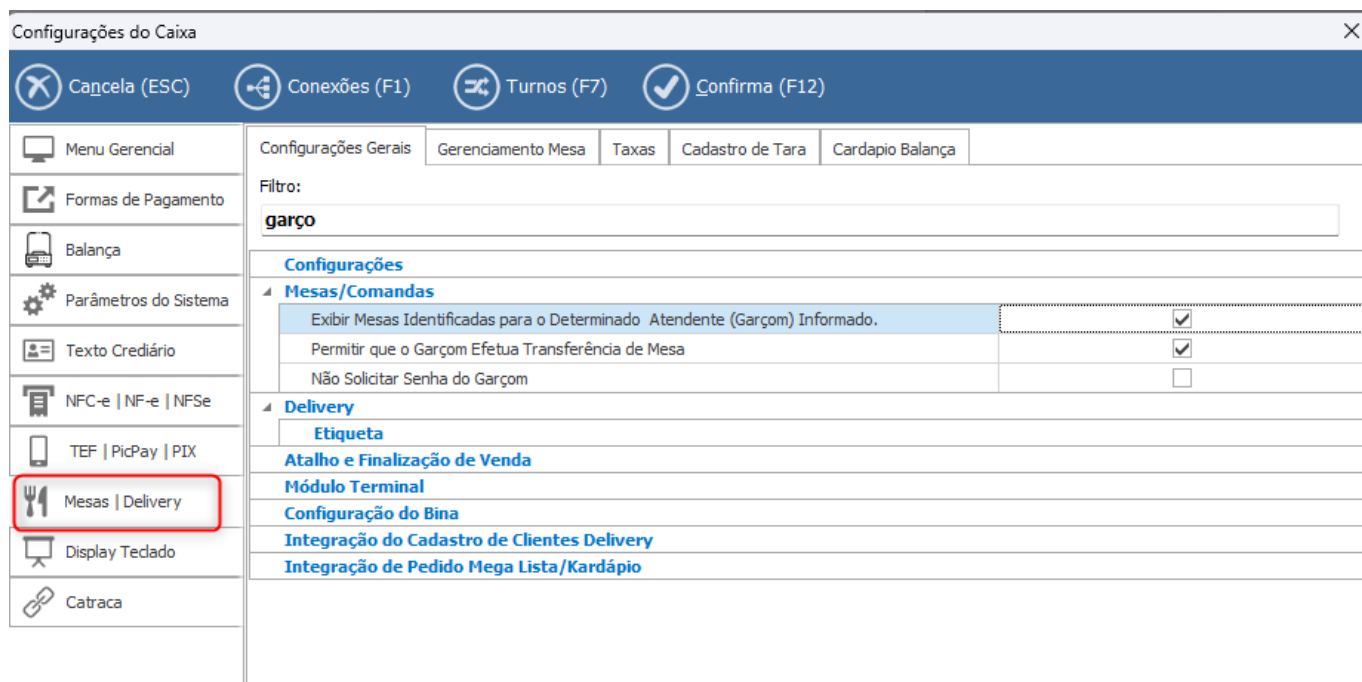 Configurações do Caixa
Cancela (ESC)
Conexões (F1)
Turnos (F7)
Confirma (F12)
Menu Gerencial
Formas de Pagamento
Balança
Parâmetros do Sistema
Texto Crediário
NFC-e | NF-e | NFSe
TEF | PicPay | PIX
Mesas | Delivery
Display Teclado
Catraca
Configurações Gerais
Gerenciamento Mesa
Taxas
Cadastro de Tara
Cardapio Balança
Filtro:
garço
Configurações
Mesas/Comandas
Exibir Mesas Identificadas para o Determinado Atendente (Garçom) Informado.
Permitir que o Garçom Efetua Transferência de Mesa
Não Solicitar Senha do Garçom
Delivery
Etiqueta
Atalho e Finalização de Venda
Módulo Terminal
Configuração do Bina
Integração do Cadastro de Clientes Delivery
Integração de Pedido Mega Lista/Kardápio